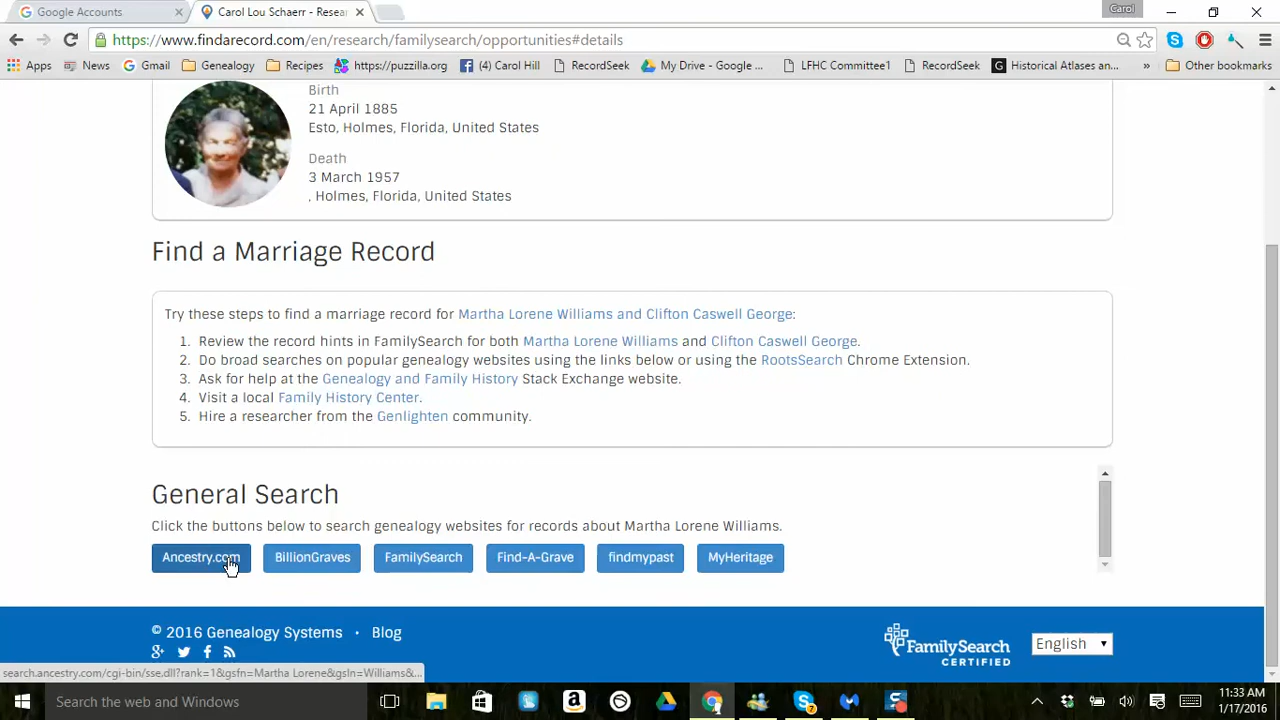 Google Accounts
Carol Lou Schaerr - Resea
Carol
https://www.findarecord.com/en/research/familysearch/opportunities#details
Apps News Gmail Genealogy Recipes https://puzzilla.org (4) Carol Hill RecordSeek My Drive - Google ... LFHC Committee1 RecordSeek Historical Atlases an... » Other bookmarks
Birth
21 April 1885
Esto, Holmes, Florida, United States
Death
3 March 1957
, Holmes, Florida, United States
Find a Marriage Record
Try these steps to find a marriage record for Martha Lorene Williams and Clifton Caswell George:
1. Review the record hints in FamilySearch for both Martha Lorene Williams and Clifton Caswell George.
2. Do broad searches on popular genealogy websites using the links below or using the RootsSearch Chrome Extension.
3. Ask for help at the Genealogy and Family History Stack Exchange website.
4. Visit a local Family History Center.
5. Hire a researcher from the Genlighten community.
General Search
Click the buttons below to search genealogy websites for records about Martha Lorene Williams.
Ancestry.com BillionGraves FamilySearch Find-A-Grave findmypast MyHeritage
© 2016 Genealogy Systems • Blog
FamilySearch
CERTIFIED
English
search.ancestry.com/cgi-bin/sse.dll?rank=1&gsfn=Martha Lorene&gsln=Williams&...
Search the web and Windows
11:33 AM
1/17/2016